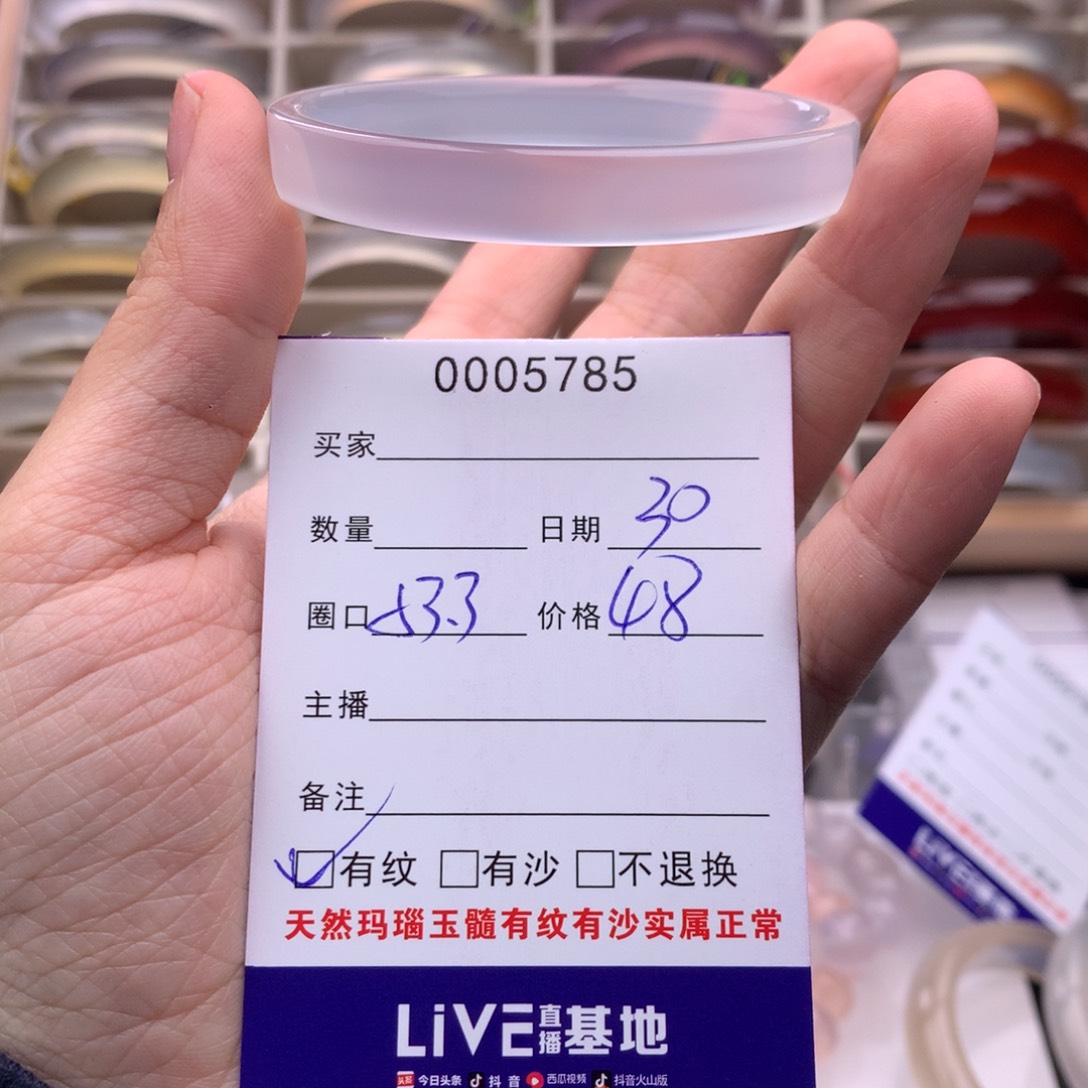 0005785
买家
数量 日期 30
圈口 53.3 价格 48
主播
备注
有纹 有沙 不退换
天然玛瑙玉髓有纹有沙实属正常
LiVE直播基地
头条 今日头条 抖音 西瓜视频 抖音火山版
LiVE